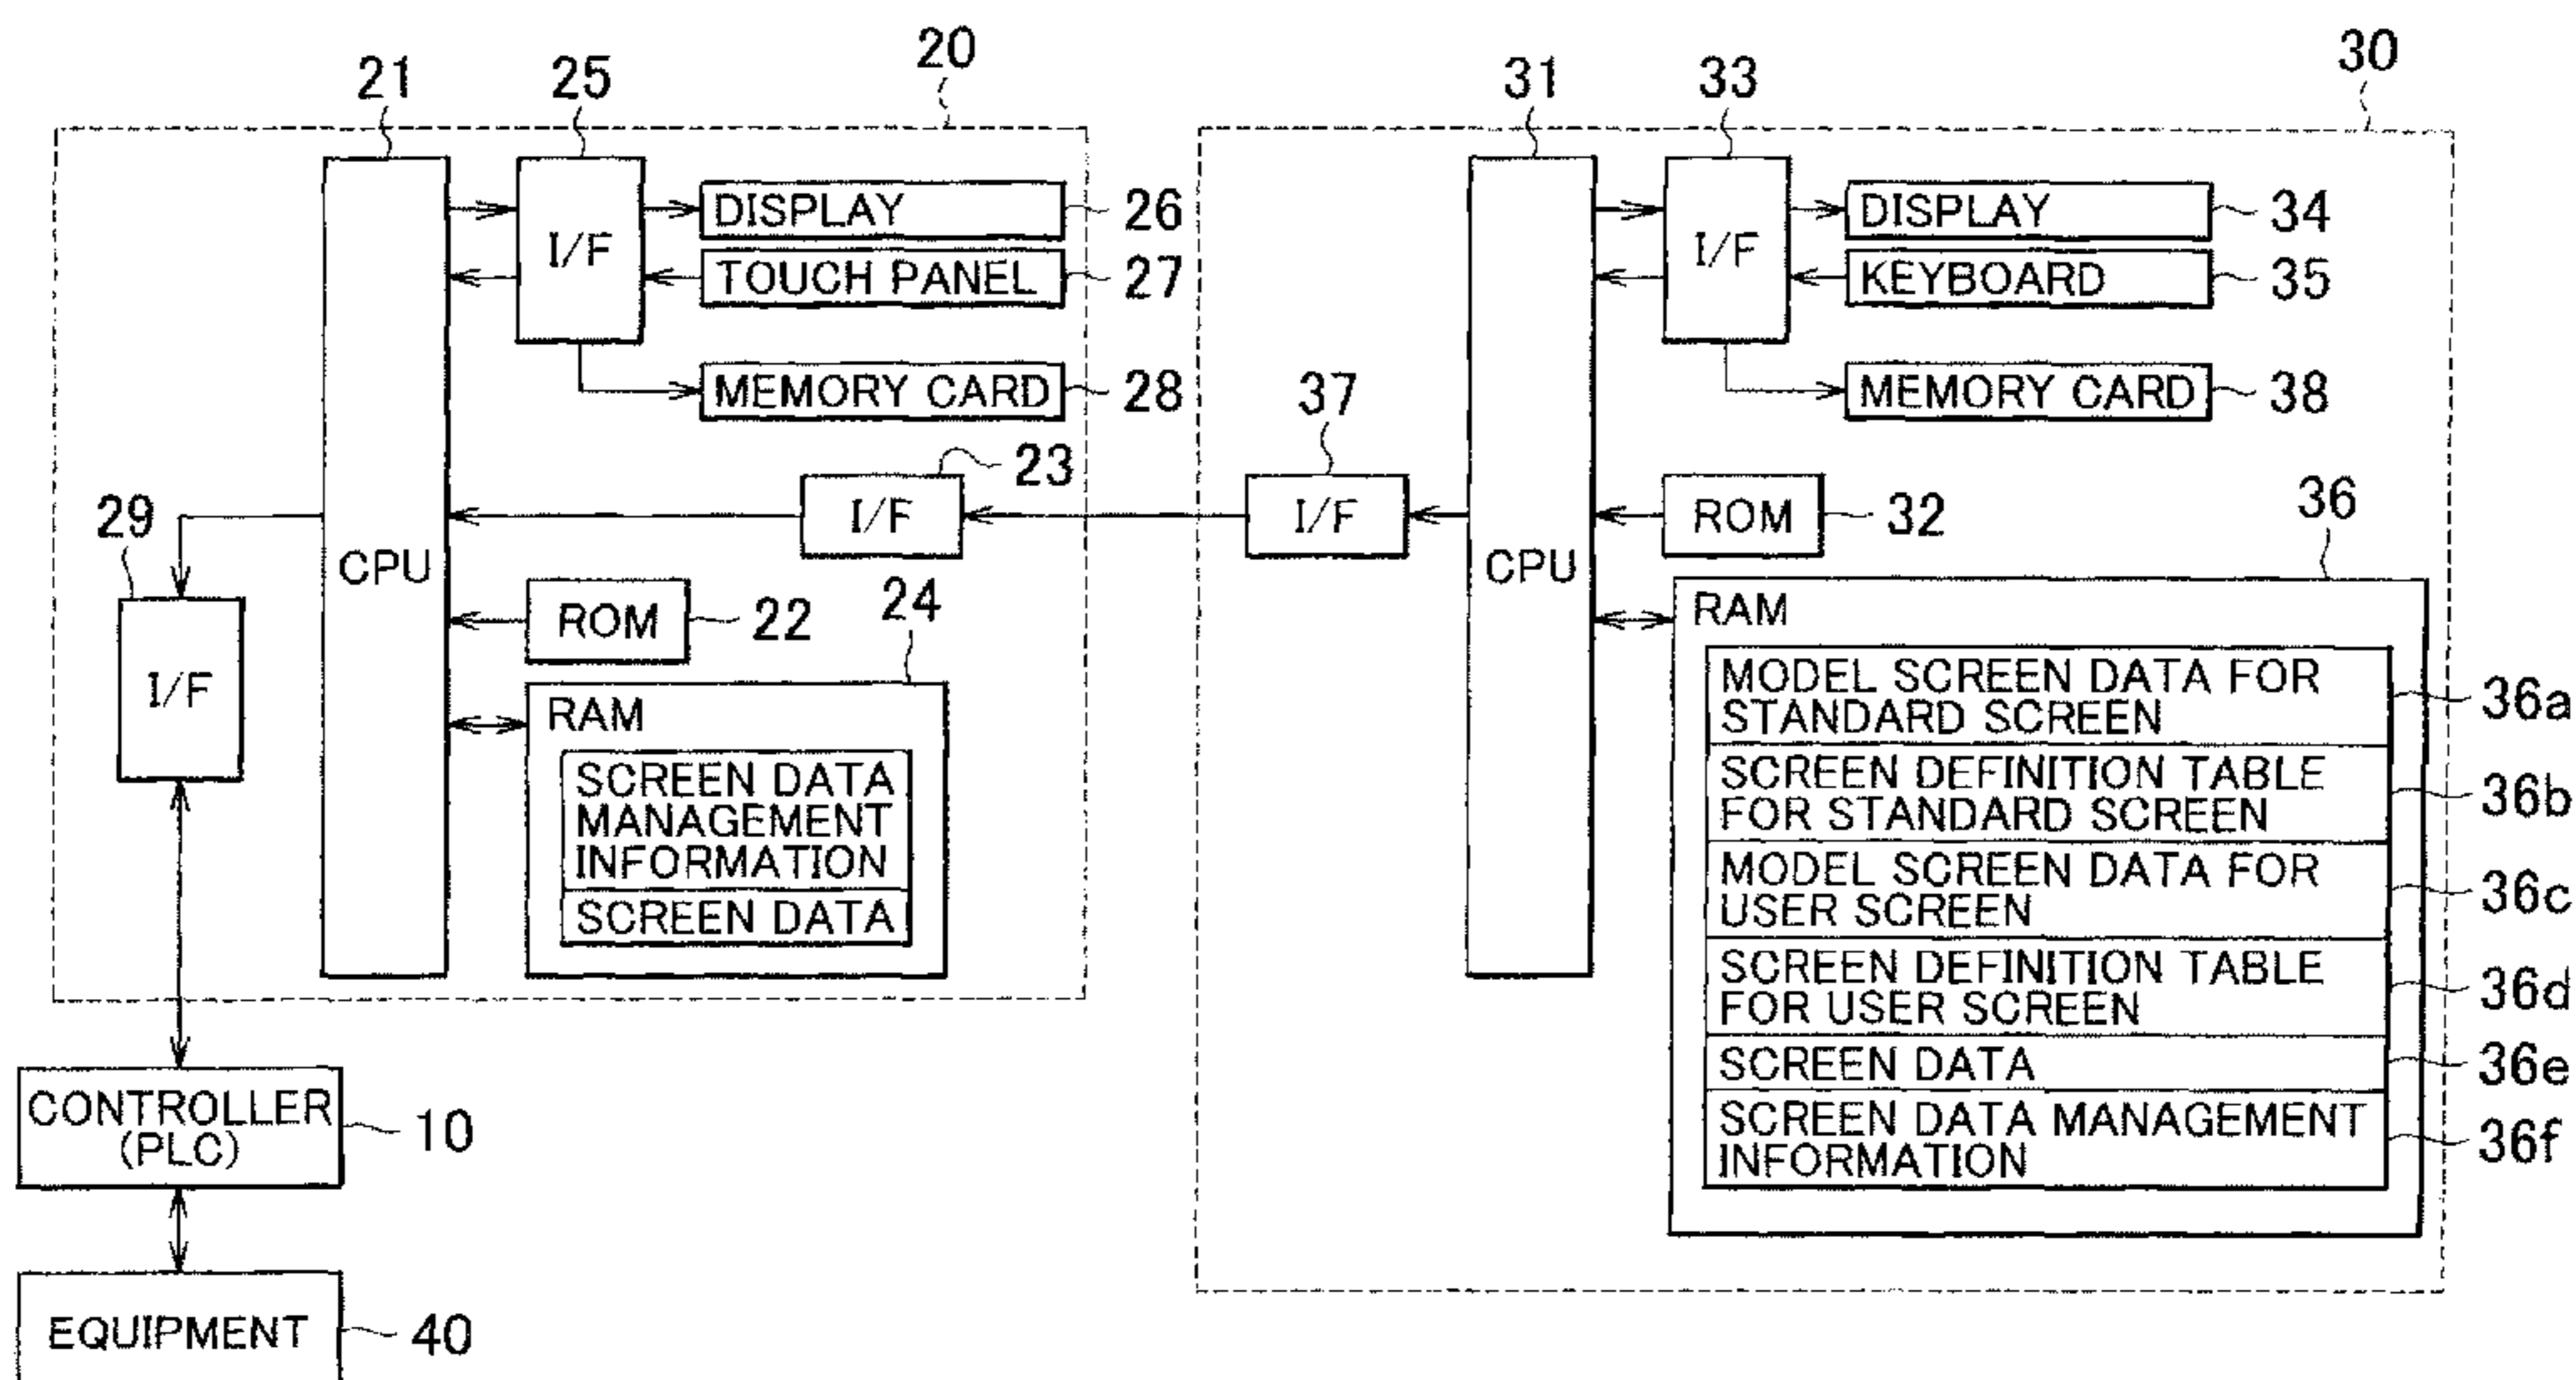 20
30
21
25
31
33
DISPLAY
26
DISPLAY
34
I/F
TOUCH PANEL
27
I/F
KEYBOARD
35
MEMORY CARD
28
MEMORY CARD
38
37
23
29
I/F
I/F
ROM
32
36
CPU
CPU
24
RAM
ROM
22
I/F
MODEL SCREEN DATA FOR
STANDARD SCREEN
36a
RAM
SCREEN DATA
MANAGEMENT
INFORMATION
SCREEN DEFINITION TABLE
FOR STANDARD SCREEN
36b
MODEL SCREEN DATA FOR
USER SCREEN
36c
SCREEN DATA
SCREEN DEFINITION TABLE
FOR USER SCREEN
36d
SCREEN DATA
36e
CONTROLLER
(PLC)
10
SCREEN DATA MANAGEMENT
INFORMATION
36f
EQUIPMENT
40